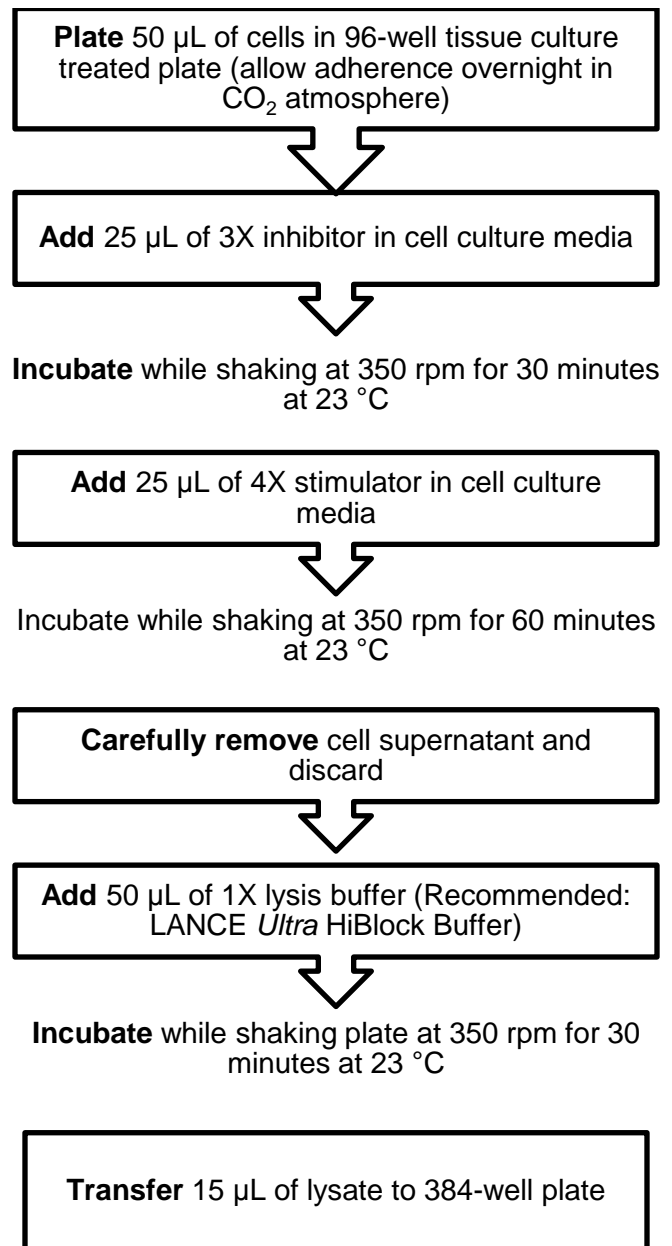 Plate 50 µL of cells in 96-well tissue culture
treated plate (allow adherence overnight in
CO₂ atmosphere)
Add 25 µL of 3X inhibitor in cell culture media
Incubate while shaking at 350 rpm for 30 minutes
at 23 °C
Add 25 µL of 4X stimulator in cell culture
media
Incubate while shaking at 350 rpm for 60 minutes
at 23 °C
Carefully remove cell supernatant and
discard
Add 50 µL of 1X lysis buffer (Recommended:
LANCE Ultra HiBlock Buffer)
Incubate while shaking plate at 350 rpm for 30
minutes at 23 °C
Transfer 15 µL of lysate to 384-well plate